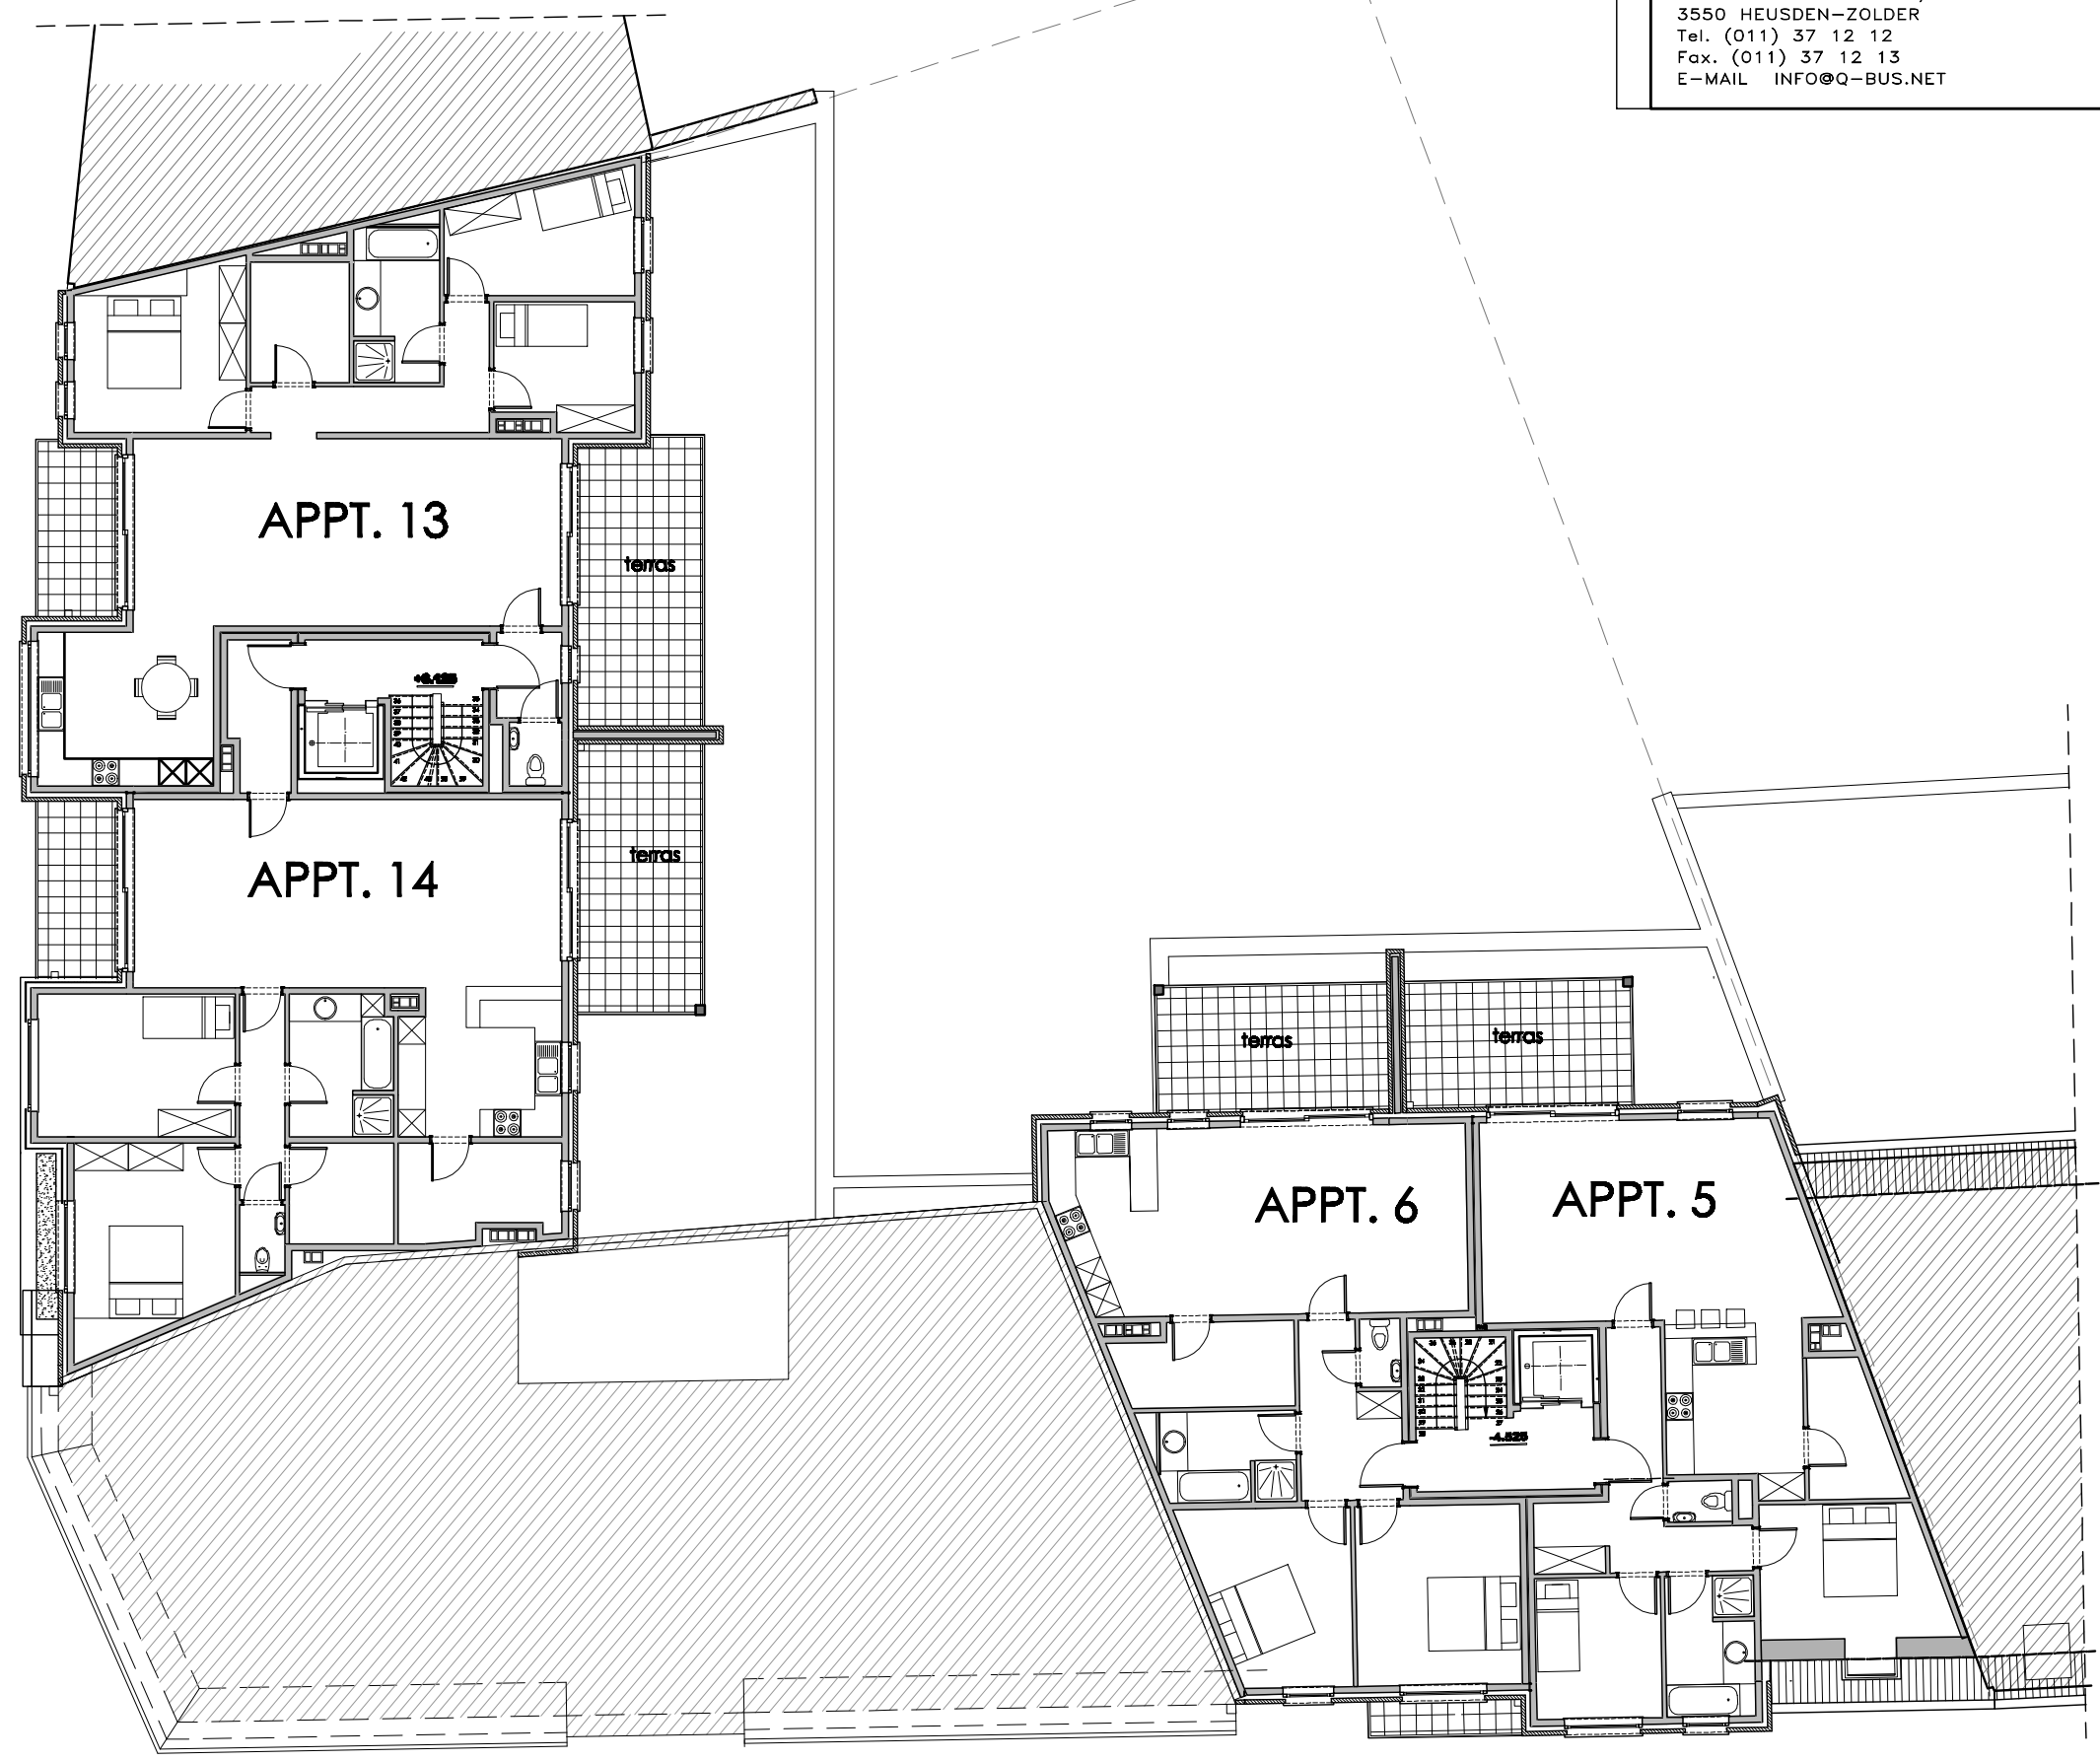 3550 HEUSDEN-ZOLDER
Tel. (011) 37 12 12
Fax. (011) 37 12 13
E-MAIL INFO@Q-BUS.NET
APPT. 13
terras
APPT. 14
terras
terras
terras
APPT. 6
APPT. 5